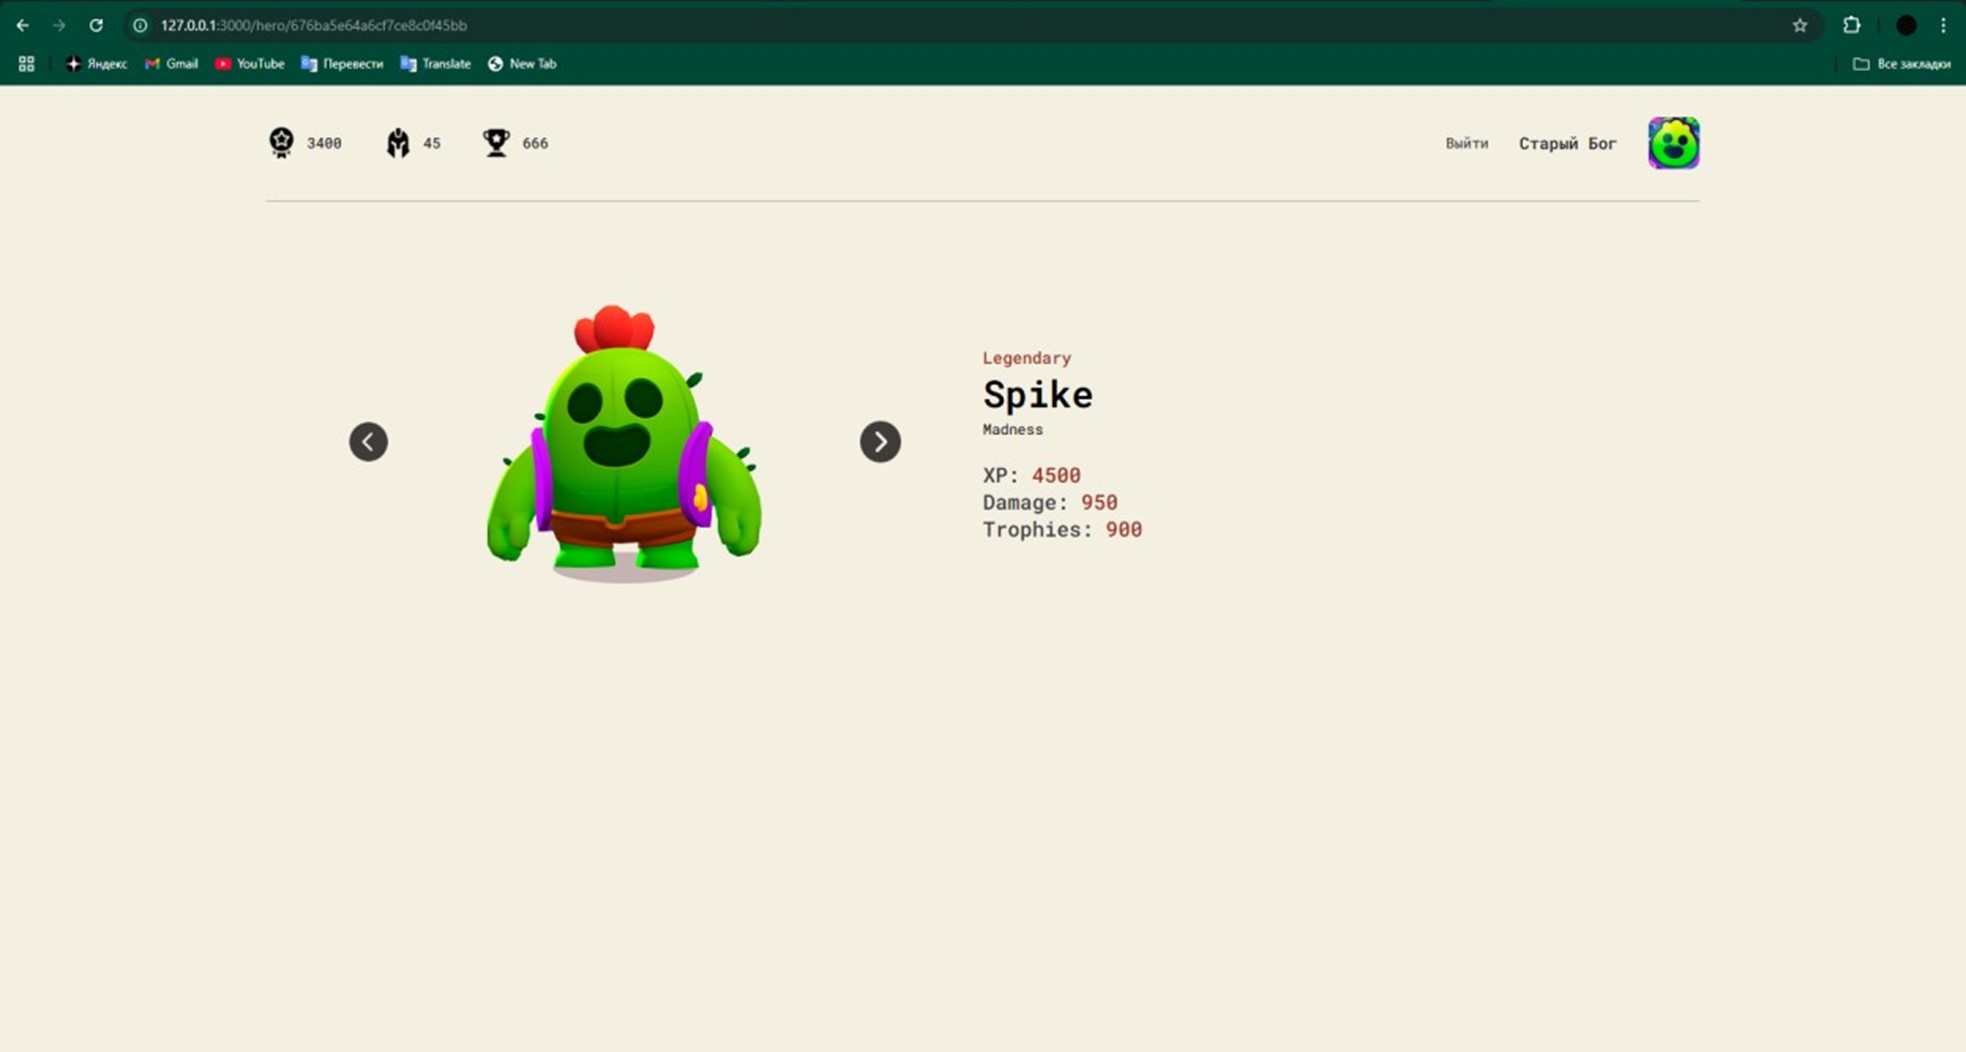 127.0.0.1:3000/hero/676ba5e64a6cf7ce8c0f45bb
Яндекс Gmail YouTube Перевести Translate New Tab Все закладки
3400 45 666 Выйти Старый Бог
Legendary
Spike
Madness
XP: 4500
Damage: 950
Trophies: 900